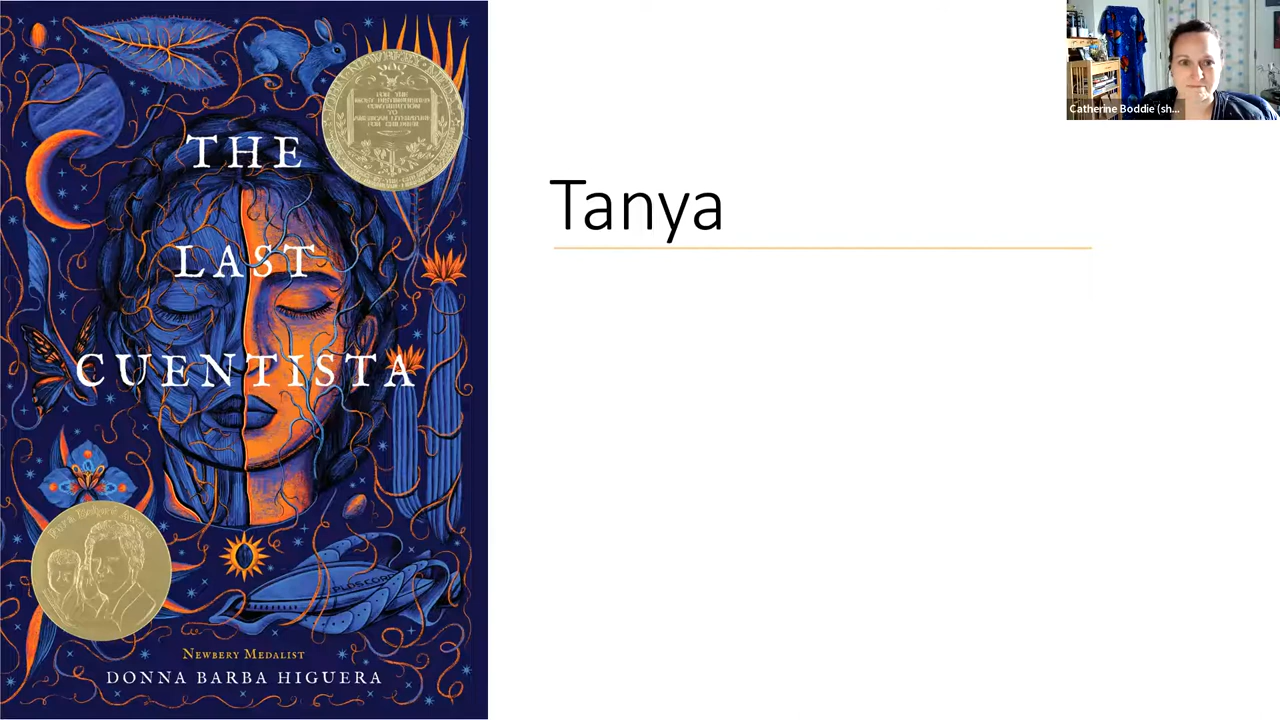 THE
LAST
CUENTISTA
NEWBERY MEDALIST
DONNA BARBA HIGUERA
Tanya
Catherine Boddie (sh...